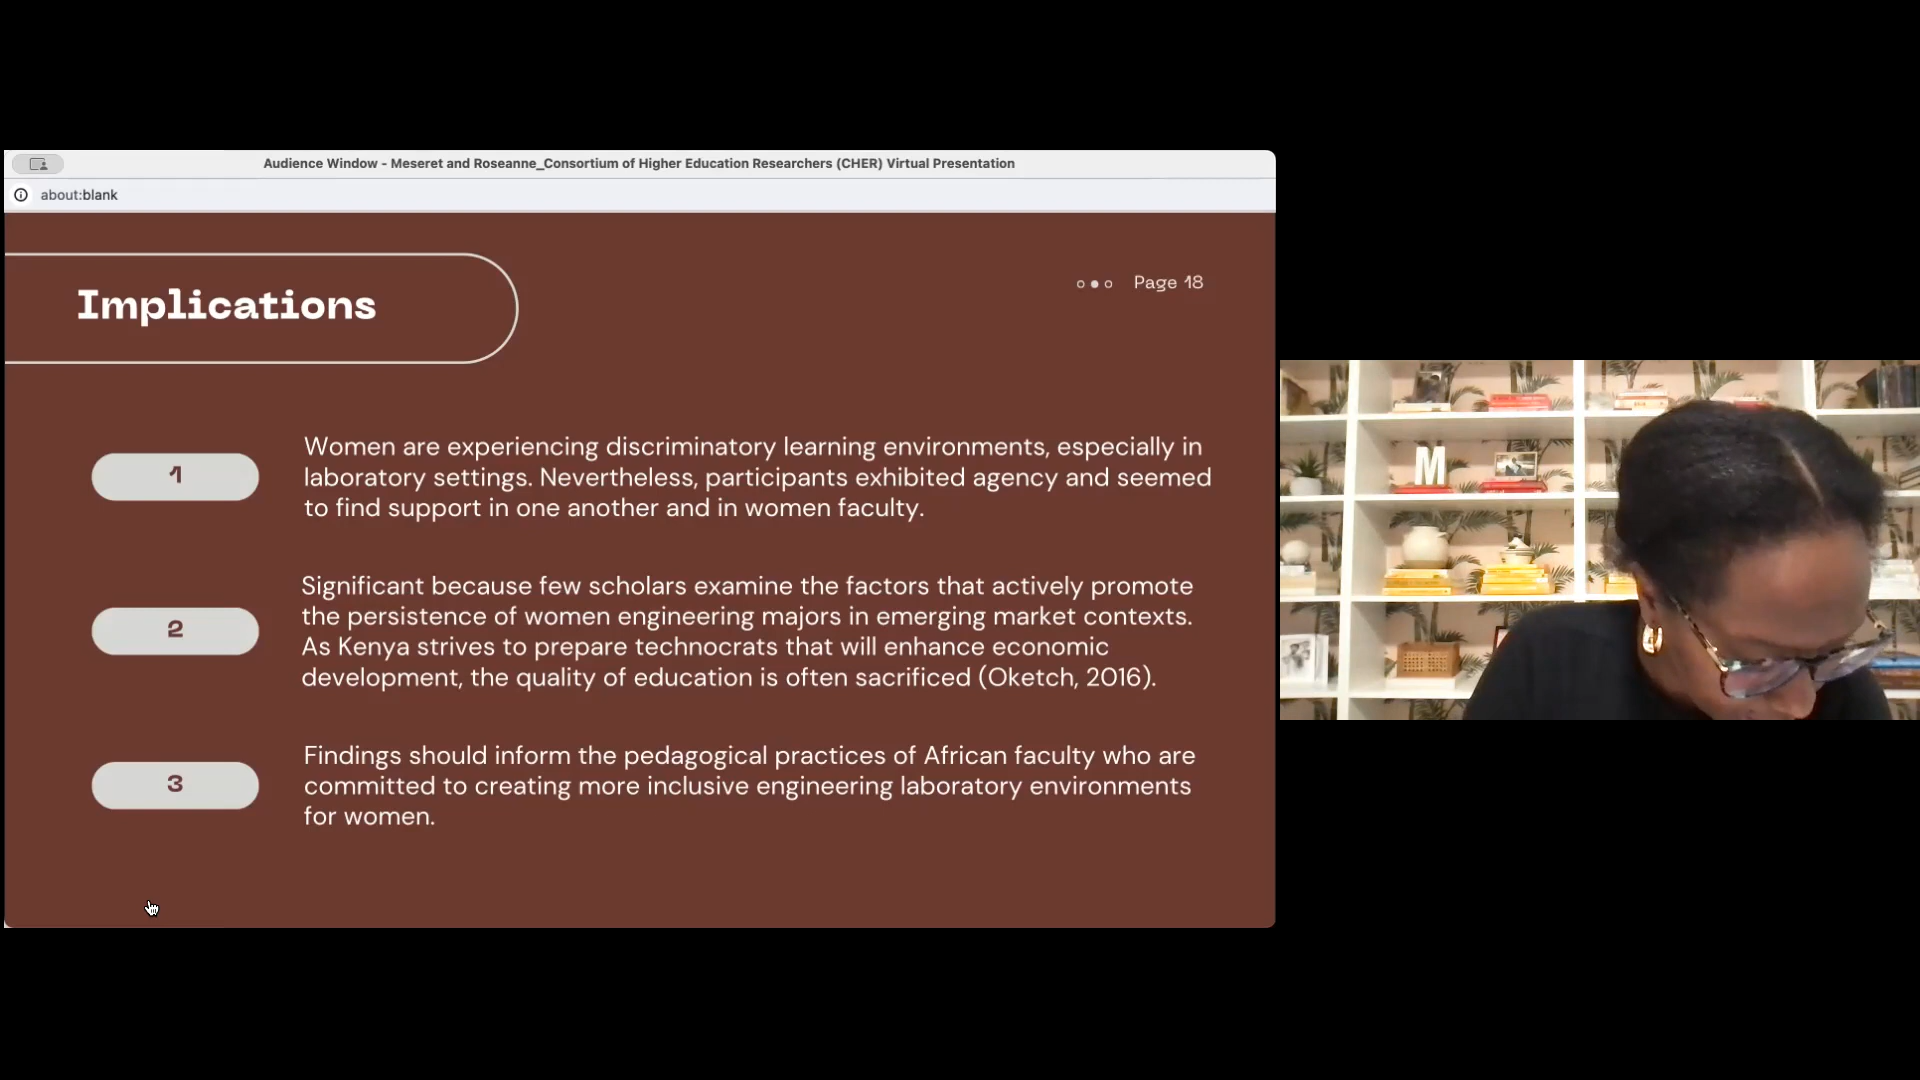 Audience Window - Meseret and Roseanne_Consortium of Higher Education Researchers (CHER) Virtual Presentation
about:blank
Implications
Page 18
1
Women are experiencing discriminatory learning environments, especially in
laboratory settings. Nevertheless, participants exhibited agency and seemed
to find support in one another and in women faculty.
2
Significant because few scholars examine the factors that actively promote
the persistence of women engineering majors in emerging market contexts.
As Kenya strives to prepare technocrats that will enhance economic
development, the quality of education is often sacrificed (Oketch, 2016).
3
Findings should inform the pedagogical practices of African faculty who are
committed to creating more inclusive engineering laboratory environments
for women.
M